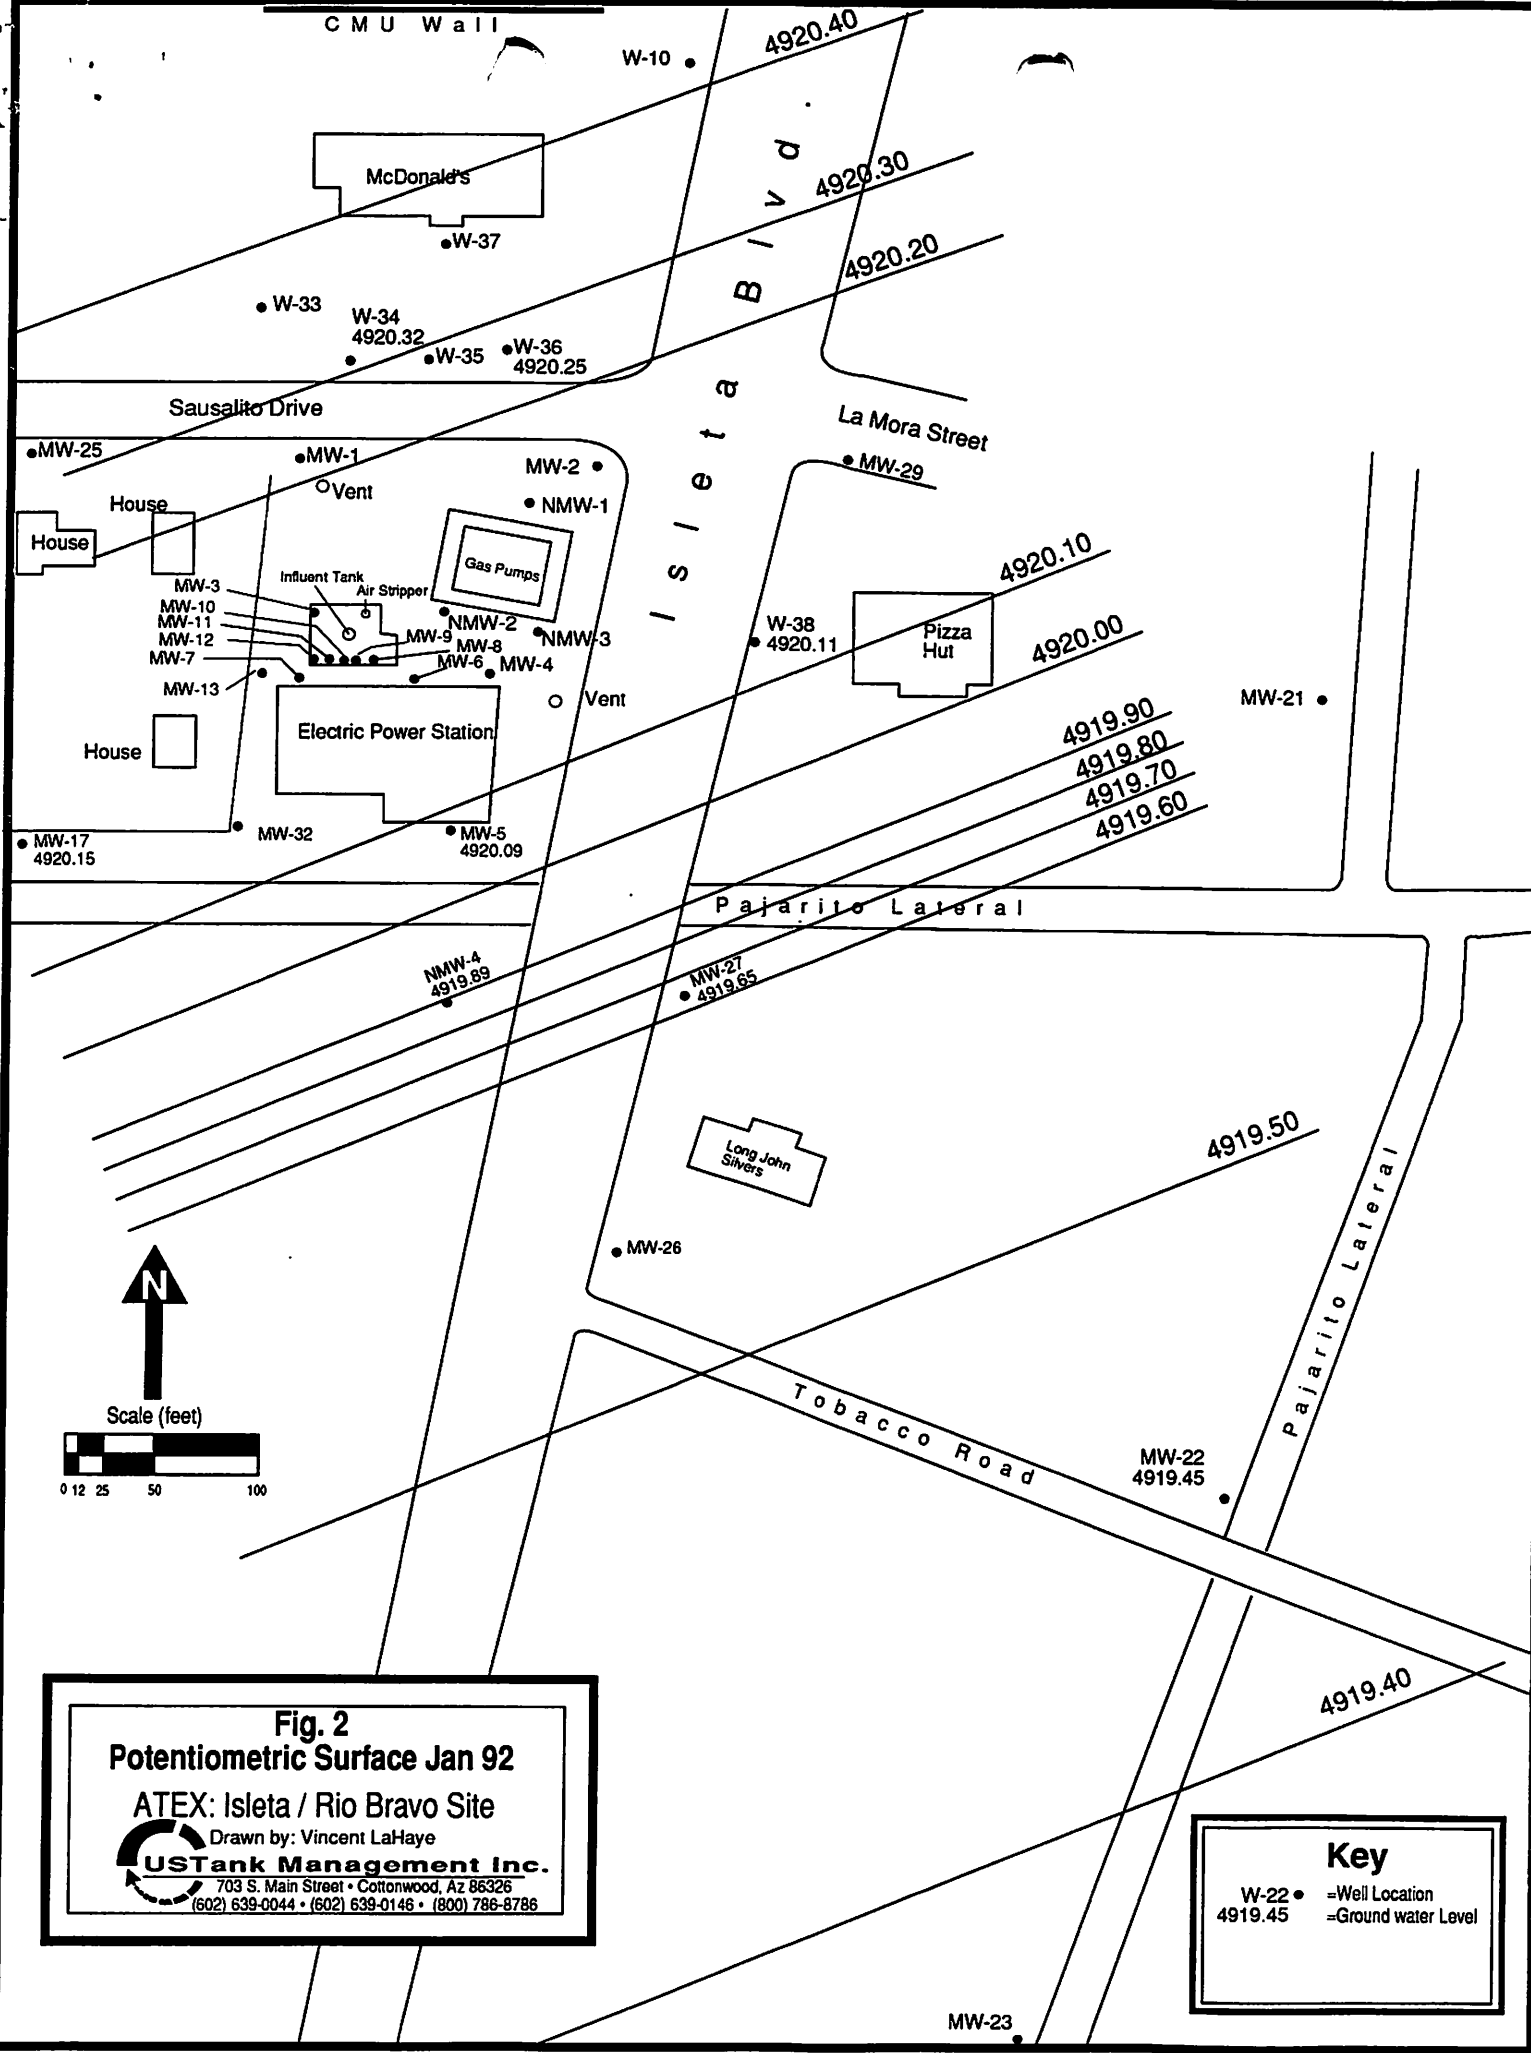 CMU Wall
4920.40
W-10
McDonald's
4920.30
W-37
4920.20
Isleta Blvd.
W-33
W-34
4920.32
W-35
W-36
4920.25
Sausalito Drive
La Mora Street
MW-25
MW-1
MW-2
MW-29
Vent
House
NMW-1
House
Gas Pumps
4920.10
Influent Tank
Air Stripper
MW-3
MW-10
MW-11
MW-12
MW-7
MW-13
NMW-2
NMW-3
MW-9
MW-8
MW-6
MW-4
W-38
4920.11
Pizza
Hut
4920.00
Vent
MW-21
Electric Power Station
House
4919.90
4919.80
4919.70
4919.60
MW-17
4920.15
MW-32
MW-5
4920.09
Pajarito Lateral
NMW-4
4919.89
MW-27
4919.65
Long John
Silvers
4919.50
Pajarito Lateral
MW-26
N
Scale (feet)
0 12 25 50 100
Tobacco Road
MW-22
4919.45
4919.40
Fig. 2
Potentiometric Surface Jan 92
ATEX: Isleta / Rio Bravo Site
Drawn by: Vincent LaHaye
USTank Management Inc.
703 S. Main Street • Cottonwood, Az 86326
(602) 639-0044 • (602) 639-0146 • (800) 786-8786
Key
W-22 =Well Location
4919.45 =Ground water Level
MW-23